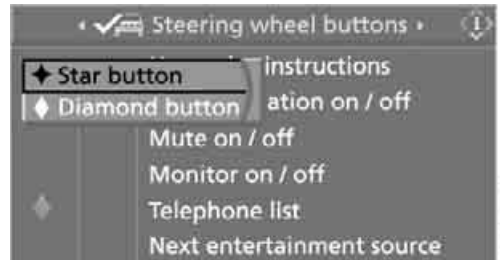 Steering wheel buttons
Star button
instructions
Diamond button
ation on / off
Mute on / off
Monitor on / off
Telephone list
Next entertainment source